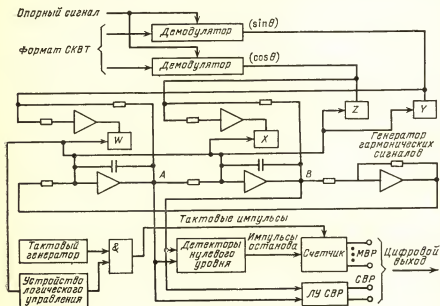 Опорный сигнал
Демодулятор
(sinθ)
Формат СКВТ
Демодулятор
(cosθ)
Z
Y
W
X
Генератор
гармонических
сигналов
A
B
Тактовые импульсы
Тактовый
генератор
&
Детекторы
нулевого
уровня
Импульсы
останова
Счетчик
МВР
Цифровой
выход
СВР
Устройство
логического
управления
ЛУ СВР